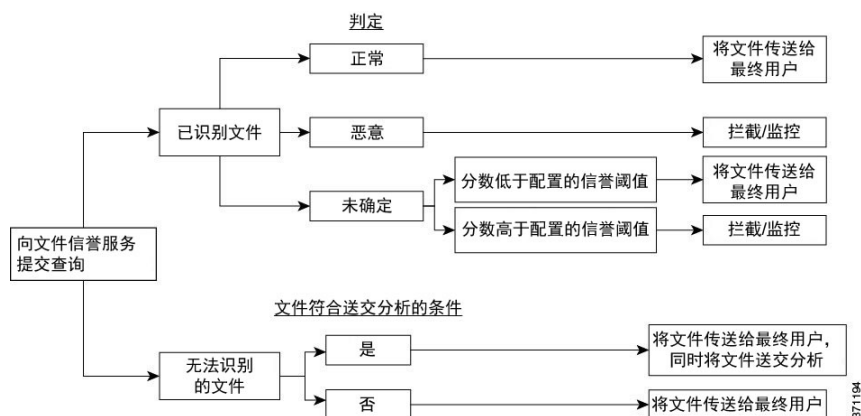 判定
正常
将文件传送给
最终用户
已识别文件
恶意
拦截/监控
未确定
分数低于配置的信誉阈值
将文件传送给
最终用户
分数高于配置的信誉阈值
拦截/监控
向文件信誉服务
提交查询
文件符合送交分析的条件
无法识别
的文件
是
将文件传送给最终用户，
同时将文件送交分析
否
将文件传送给最终用户
371194